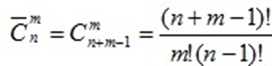 C̅ₙᵐ = Cₙ₊ₘ₋₁ᵐ = (n+m−1)! / m!(n−1)!